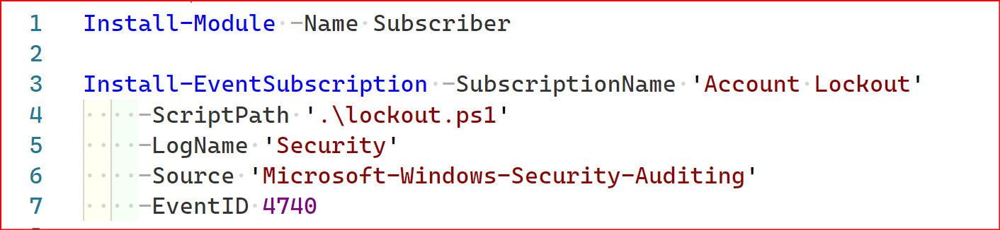 1 Install-Module -Name Subscriber
2
3 Install-EventSubscription -SubscriptionName 'Account Lockout'
4     -ScriptPath '.\lockout.ps1'
5     -LogName 'Security'
6     -Source 'Microsoft-Windows-Security-Auditing'
7     -EventID 4740